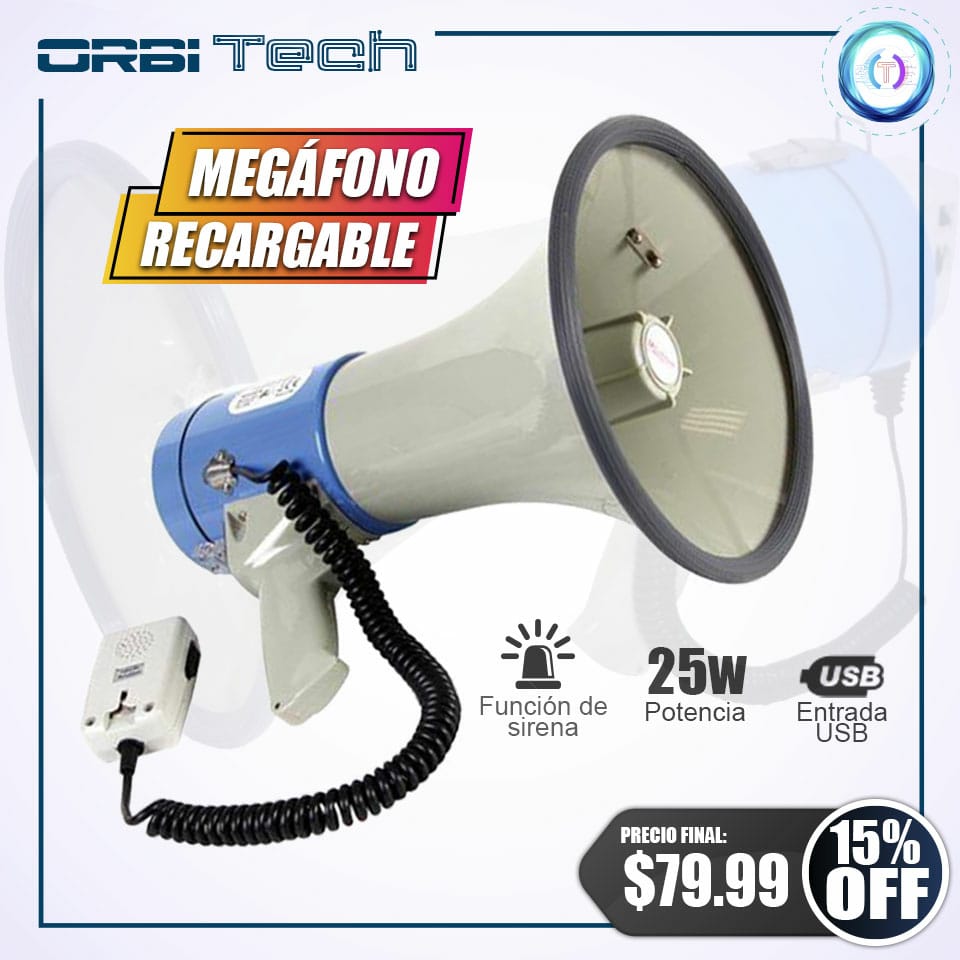 ORBI Tech
MEGÁFONO
RECARGABLE
25W
USB
Función de
sirena
Potencia
Entrada
USB
PRECIO FINAL:
$79.99
15%
OFF